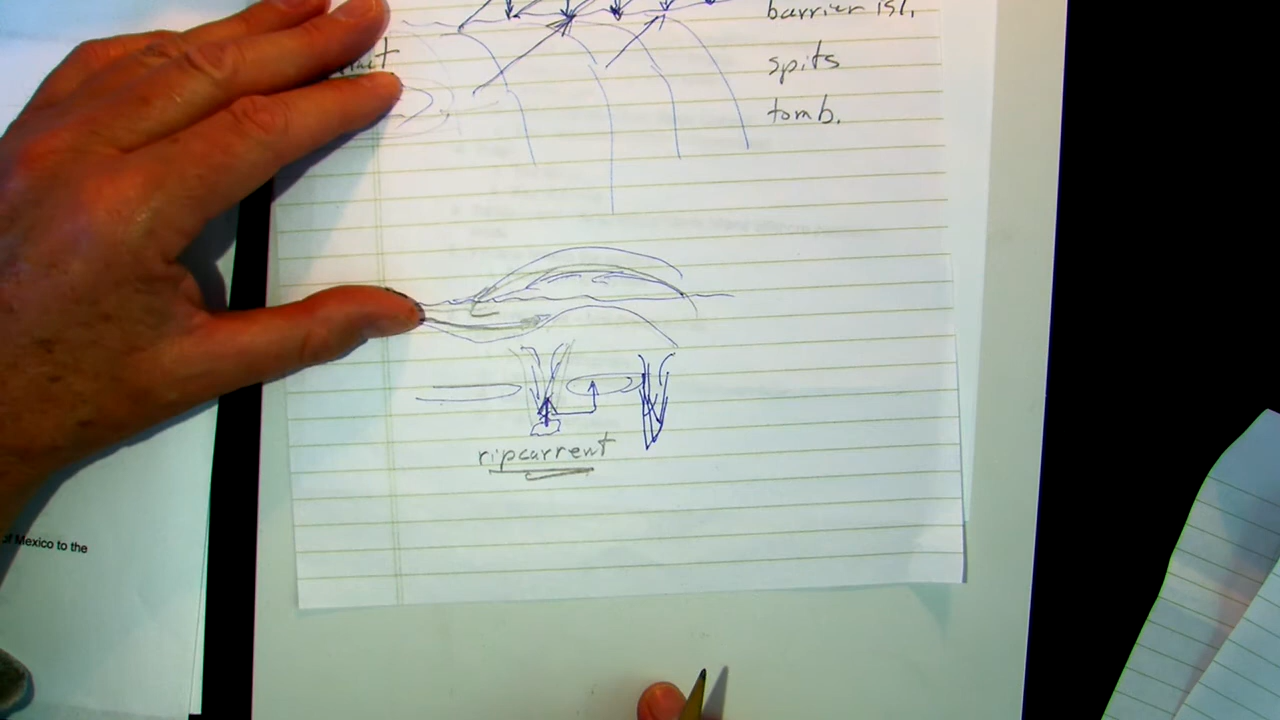 barrier isl.
spits
tomb.
ripcurrent
of Mexico to the